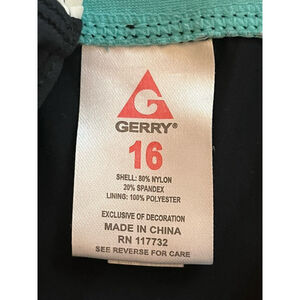 GERRY®
16
SHELL: 80% NYLON
20% SPANDEX
LINING: 100% POLYESTER
EXCLUSIVE OF DECORATION
MADE IN CHINA
RN 117732
SEE REVERSE FOR CARE